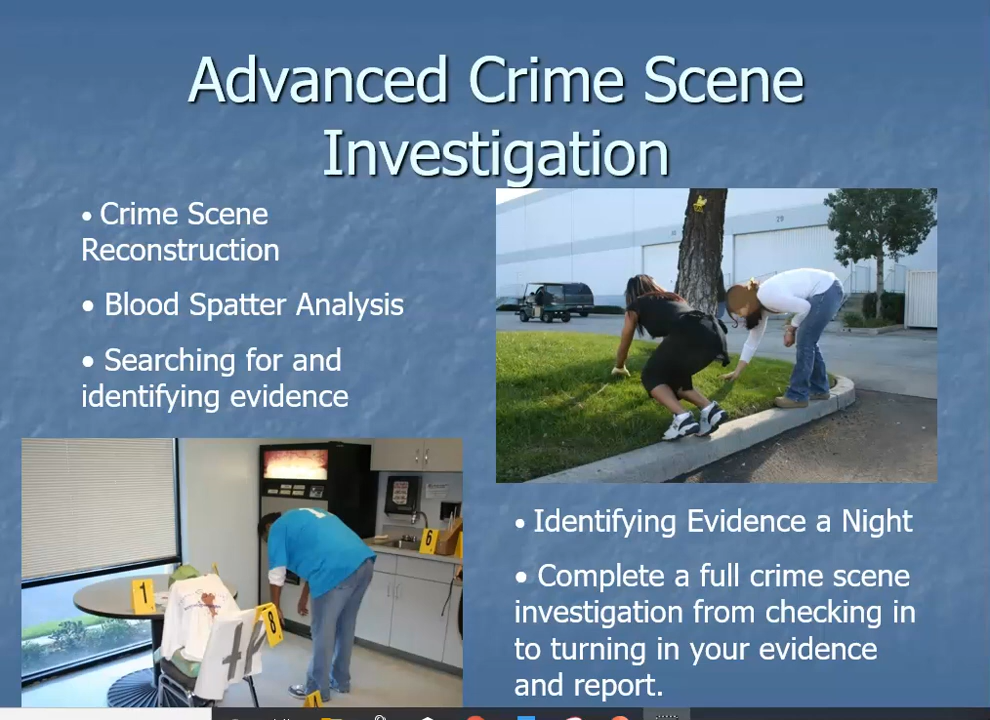 Advanced Crime Scene
Investigation
• Crime Scene
Reconstruction
• Blood Spatter Analysis
• Searching for and
identifying evidence
29
1
8
6
• Identifying Evidence a Night
• Complete a full crime scene
investigation from checking in
to turning in your evidence
and report.